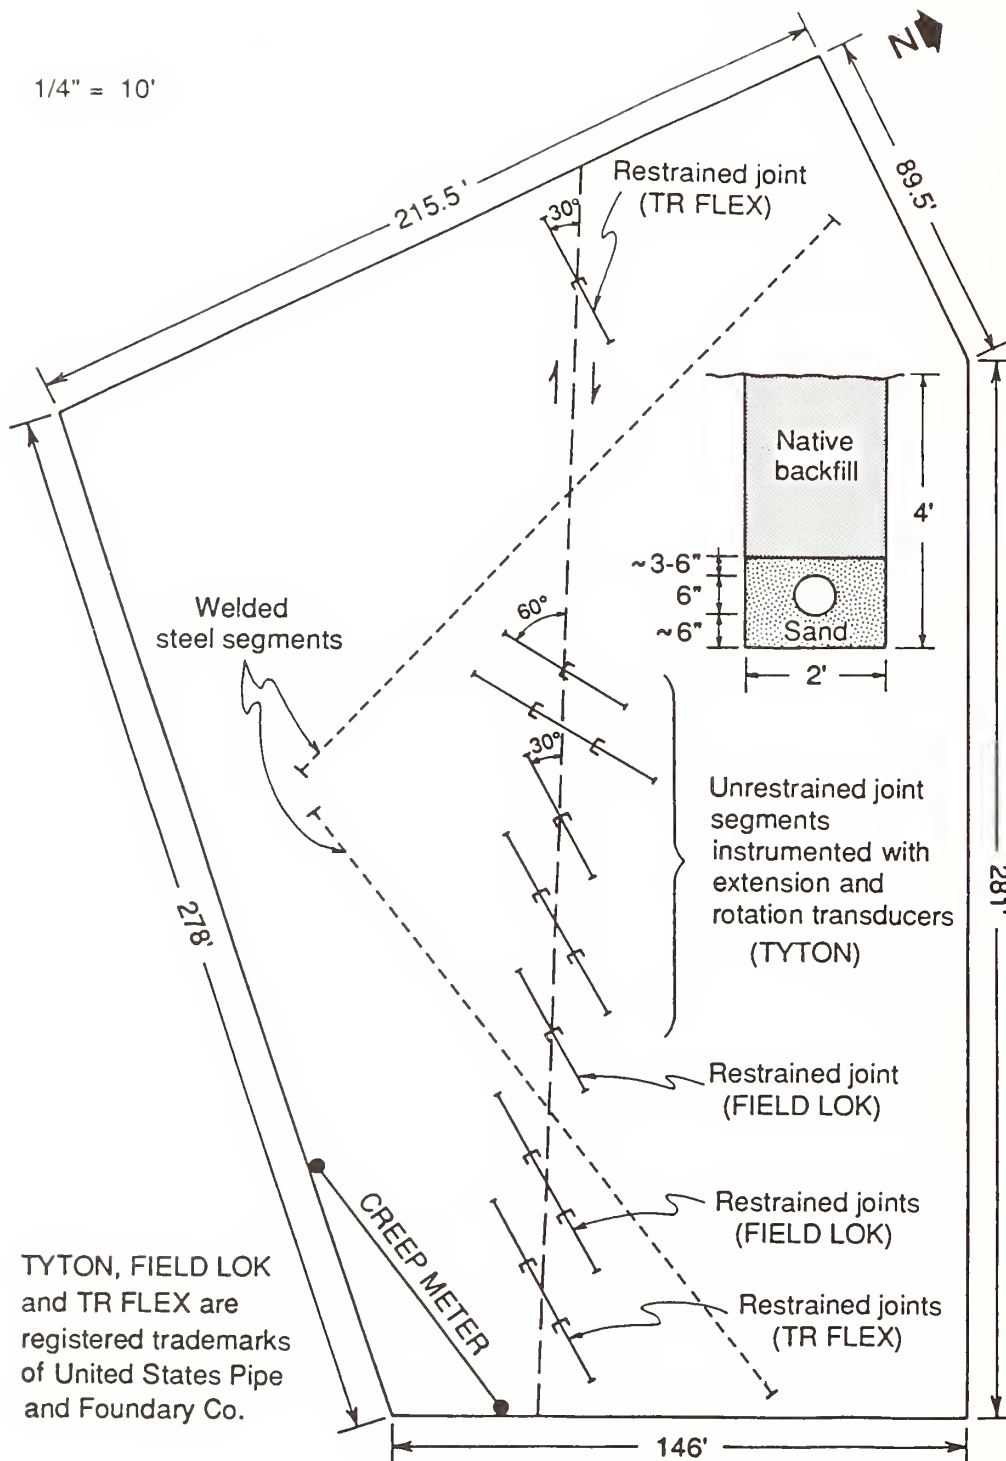 N
1/4" = 10'
215.5'
89.5'
Restrained joint
(TR FLEX)
30°
Native
backfill
4'
~3-6"
6"
~6"
Sand
2'
Welded
steel segments
60°
30°
Unrestrained joint
segments
instrumented with
extension and
rotation transducers
(TYTON)
278'
281'
Restrained joint
(FIELD LOK)
Restrained joints
(FIELD LOK)
CREEP METER
Restrained joints
(TR FLEX)
TYTON, FIELD LOK
and TR FLEX are
registered trademarks
of United States Pipe
and Foundary Co.
146'